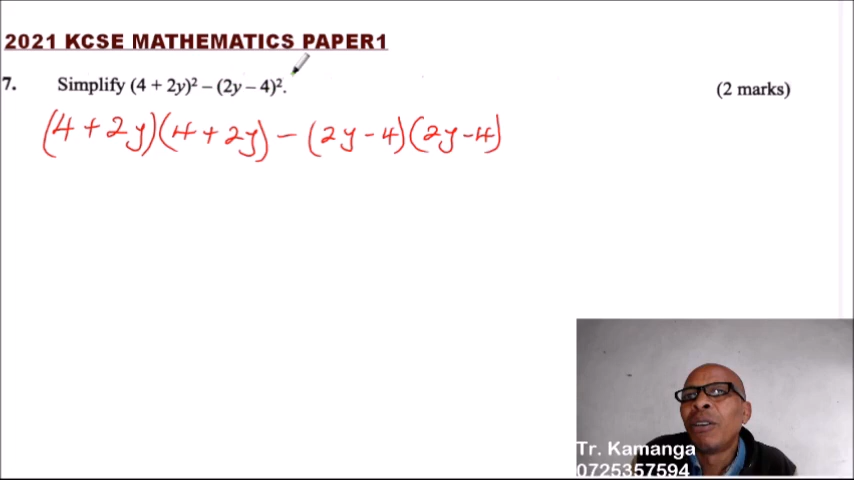 2021 KCSE MATHEMATICS PAPER1
7. Simplify (4 + 2y)² – (2y – 4)². (2 marks)
(4 + 2y)(4 + 2y) – (2y – 4)(2y – 4)
Tr. Kamanga
0725357594